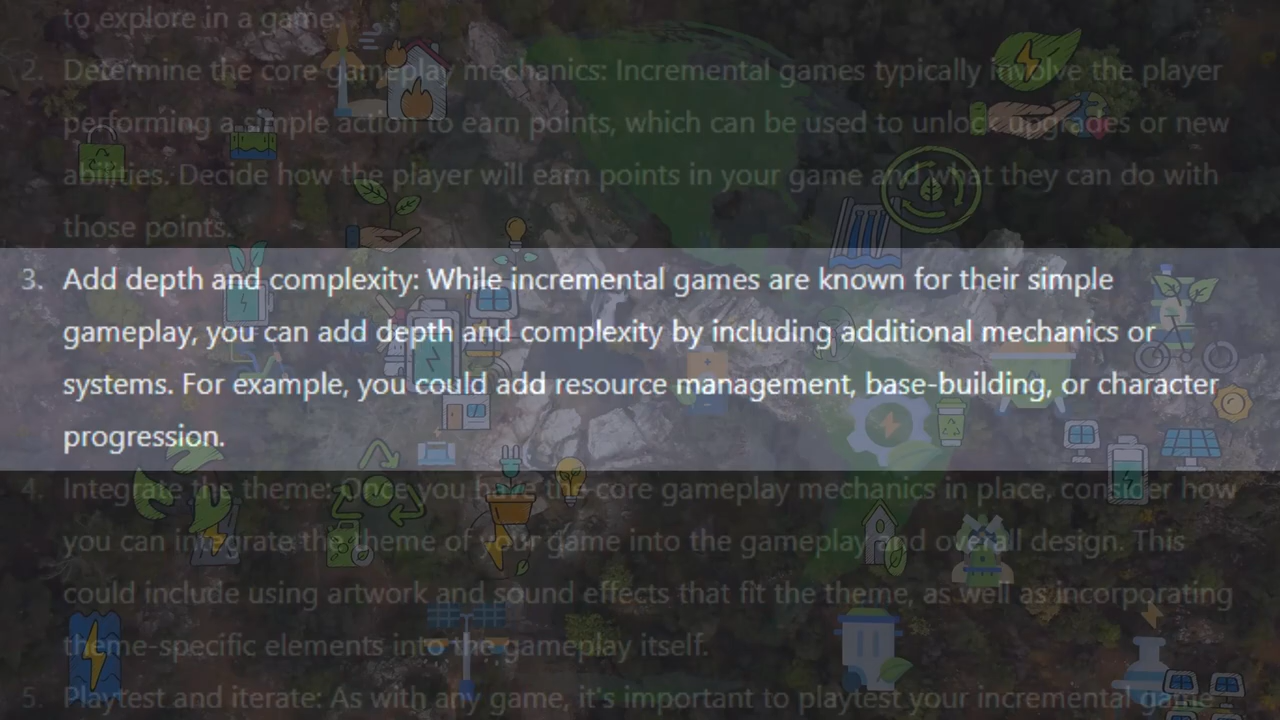 to explore in a game.
2. Determine the core gameplay mechanics: Incremental games typically involve the player
performing a simple action to earn points, which can be used to unlock upgrades or new
abilities. Decide how the player will earn points in your game and what they can do with
those points.
3. Add depth and complexity: While incremental games are known for their simple
gameplay, you can add depth and complexity by including additional mechanics or
systems. For example, you could add resource management, base-building, or character
progression.
4. Integrate the theme: Once you have the core gameplay mechanics in place, consider how
you can integrate the theme of your game into the gameplay and overall design. This
could include using artwork and sound effects that fit the theme, as well as incorporating
theme-specific elements into the gameplay itself.
5. Playtest and iterate: As with any game, it's important to playtest your incremental game